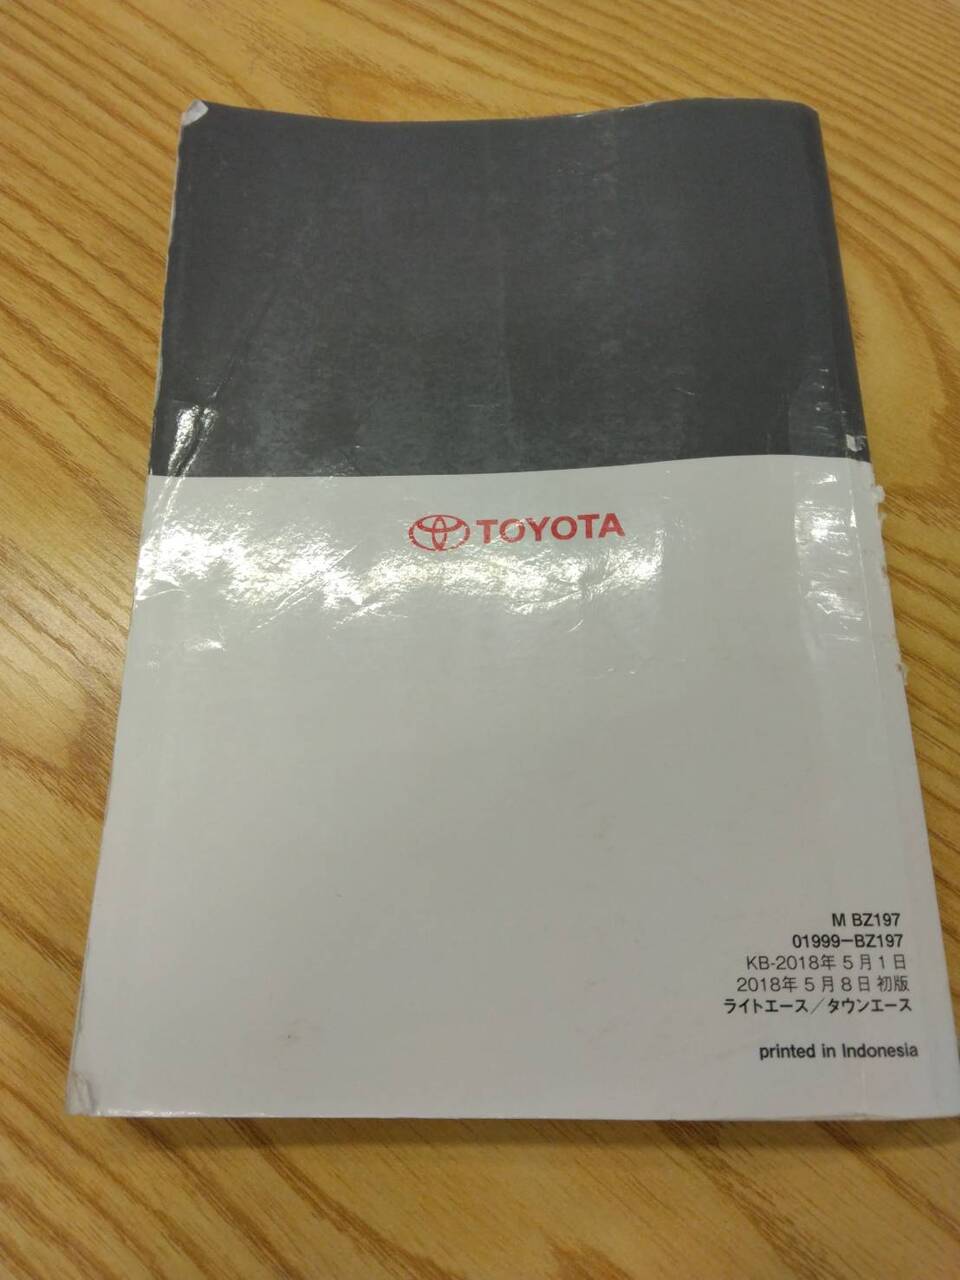 TOYOTA
M BZ197
01999-BZ197
KB-2018年5月1日
2018年5月8日初版
ライトエース/タウンエース
printed in Indonesia